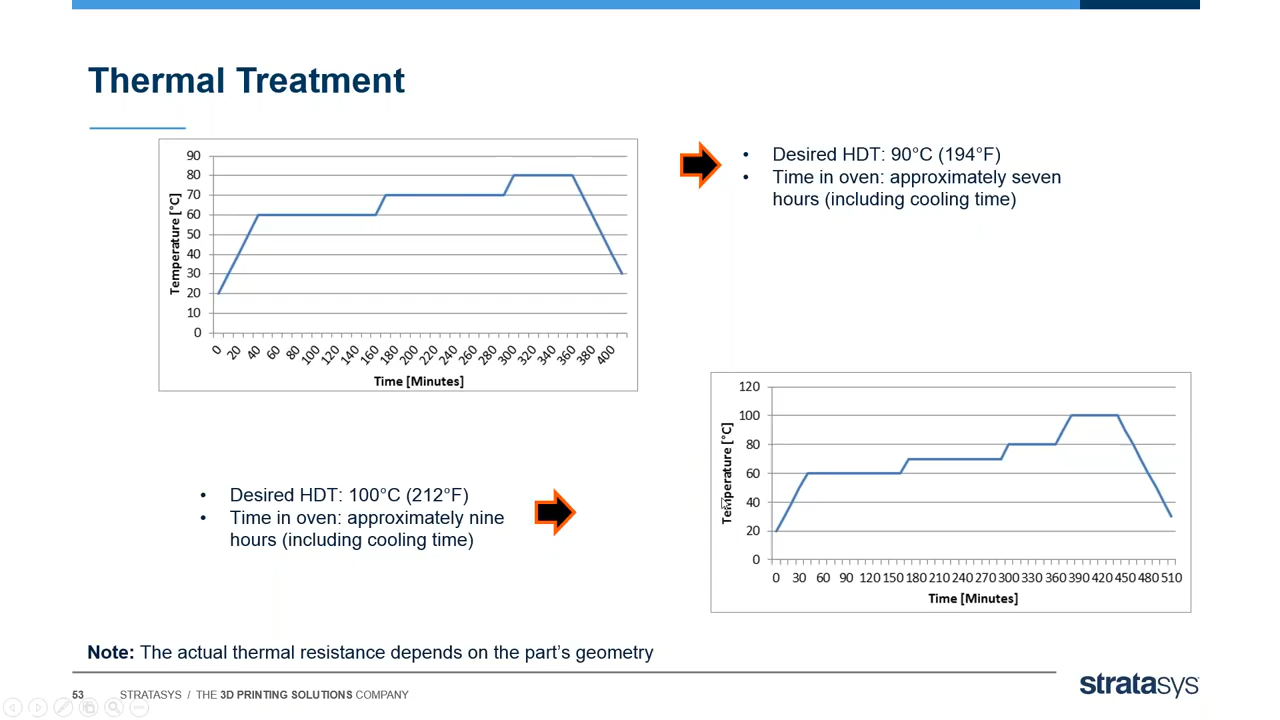 Thermal Treatment
90
80
70
60
50
40
30
20
10
0
Temperature [°C]
0 20 40 60 80 100 120 140 160 180 200 220 240 260 280 300 320 340 360 380 400
Time [Minutes]
• Desired HDT: 90°C (194°F)
• Time in oven: approximately seven
hours (including cooling time)
• Desired HDT: 100°C (212°F)
• Time in oven: approximately nine
hours (including cooling time)
120
100
80
60
40
20
0
Temperature [°C]
0 30 60 90 120 150 180 210 240 270 300 330 360 390 420 450 480 510
Time [Minutes]
Note: The actual thermal resistance depends on the part's geometry
53 STRATASYS / THE 3D PRINTING SOLUTIONS COMPANY
stratasys